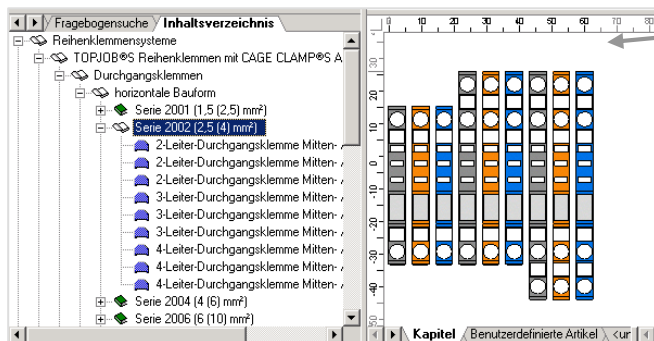 Fragebogensuche Inhaltsverzeichnis
Reihenklemmensysteme
TOPJOB®S Reihenklemmen mit CAGE CLAMP®S A
Durchgangsklemmen
horizontale Bauform
Serie 2001 (1,5 (2,5) mm²)
Serie 2002 (2,5 (4) mm²)
2-Leiter-Durchgangsklemme Mitten-
2-Leiter-Durchgangsklemme Mitten-
2-Leiter-Durchgangsklemme Mitten-
3-Leiter-Durchgangsklemme Mitten-
3-Leiter-Durchgangsklemme Mitten-
3-Leiter-Durchgangsklemme Mitten-
4-Leiter-Durchgangsklemme Mitten-
4-Leiter-Durchgangsklemme Mitten-
4-Leiter-Durchgangsklemme Mitten-
Serie 2004 (4 (6) mm²)
Serie 2006 (6 (10) mm²)
0 10 20 30 40 50 60 70 80
30
20
10
0
-10
-20
-30
-40
50
Kapitel Benutzerdefinierte Artikel <ur